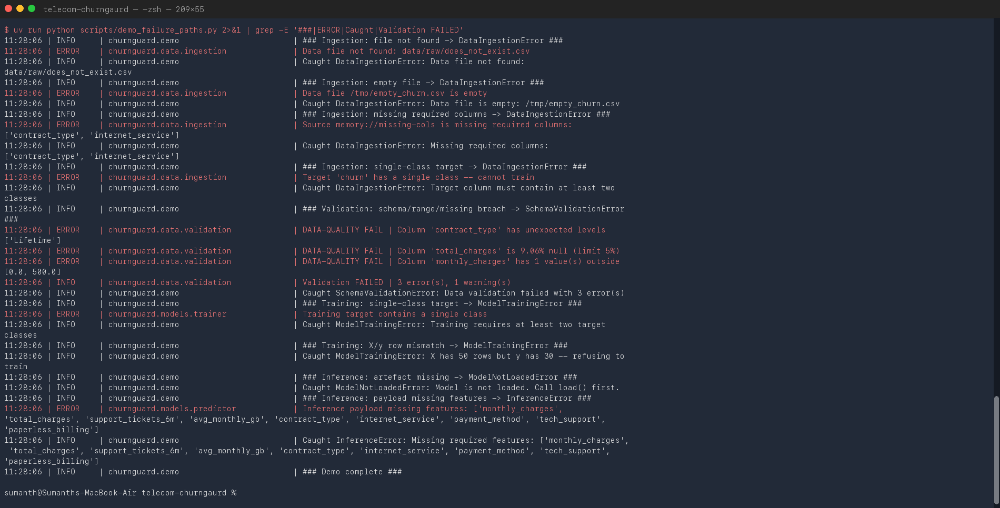 telecom-churngaurd — -zsh — 209×55
$ uv run python scripts/demo_failure_paths.py 2>&1 | grep -E '###|ERROR|Caught|Validation FAILED'
11:28:06 | INFO     | churnguard.demo                        | ### Ingestion: file not found -> DataIngestionError ###
11:28:06 | ERROR    | churnguard.data.ingestion              | Data file not found: data/raw/does_not_exist.csv
11:28:06 | INFO     | churnguard.demo                        | Caught DataIngestionError: Data file not found:
data/raw/does_not_exist.csv
11:28:06 | INFO     | churnguard.demo                        | ### Ingestion: empty file -> DataIngestionError ###
11:28:06 | ERROR    | churnguard.data.ingestion              | Data file /tmp/empty_churn.csv is empty
11:28:06 | INFO     | churnguard.demo                        | Caught DataIngestionError: Data file is empty: /tmp/empty_churn.csv
11:28:06 | INFO     | churnguard.demo                        | ### Ingestion: missing required columns -> DataIngestionError ###
11:28:06 | ERROR    | churnguard.data.ingestion              | Source memory://missing-cols is missing required columns:
['contract_type', 'internet_service']
11:28:06 | INFO     | churnguard.demo                        | Caught DataIngestionError: Missing required columns:
['contract_type', 'internet_service']
11:28:06 | INFO     | churnguard.demo                        | ### Ingestion: single-class target -> DataIngestionError ###
11:28:06 | ERROR    | churnguard.data.ingestion              | Target 'churn' has a single class -- cannot train
11:28:06 | INFO     | churnguard.demo                        | Caught DataIngestionError: Target column must contain at least two
classes
11:28:06 | INFO     | churnguard.demo                        | ### Validation: schema/range/missing breach -> SchemaValidationError
###
11:28:06 | ERROR    | churnguard.data.validation             | DATA-QUALITY FAIL | Column 'contract_type' has unexpected levels
['Lifetime']
11:28:06 | ERROR    | churnguard.data.validation             | DATA-QUALITY FAIL | Column 'total_charges' is 9.06% null (limit 5%)
11:28:06 | ERROR    | churnguard.data.validation             | DATA-QUALITY FAIL | Column 'monthly_charges' has 1 value(s) outside
[0.0, 500.0]
11:28:06 | INFO     | churnguard.data.validation             | Validation FAILED | 3 error(s), 1 warning(s)
11:28:06 | INFO     | churnguard.demo                        | Caught SchemaValidationError: Data validation failed with 3 error(s)
11:28:06 | INFO     | churnguard.demo                        | ### Training: single-class target -> ModelTrainingError ###
11:28:06 | ERROR    | churnguard.models.trainer              | Training target contains a single class
11:28:06 | INFO     | churnguard.demo                        | Caught ModelTrainingError: Training requires at least two target
classes
11:28:06 | INFO     | churnguard.demo                        | ### Training: X/y row mismatch -> ModelTrainingError ###
11:28:06 | INFO     | churnguard.demo                        | Caught ModelTrainingError: X has 50 rows but y has 30 -- refusing to
train
11:28:06 | INFO     | churnguard.demo                        | ### Inference: artefact missing -> ModelNotLoadedError ###
11:28:06 | INFO     | churnguard.demo                        | Caught ModelNotLoadedError: Model is not loaded. Call load() first.
11:28:06 | INFO     | churnguard.demo                        | ### Inference: payload missing features -> InferenceError ###
11:28:06 | ERROR    | churnguard.models.predictor            | Inference payload missing features: ['monthly_charges',
'total_charges', 'support_tickets_6m', 'avg_monthly_gb', 'contract_type', 'internet_service', 'payment_method', 'tech_support',
'paperless_billing']
11:28:06 | INFO     | churnguard.demo                        | Caught InferenceError: Missing required features: ['monthly_charges',
 'total_charges', 'support_tickets_6m', 'avg_monthly_gb', 'contract_type', 'internet_service', 'payment_method', 'tech_support',
'paperless_billing']
11:28:06 | INFO     | churnguard.demo                        | ### Demo complete ###
sumanth@Sumanths-MacBook-Air telecom-churngaurd %